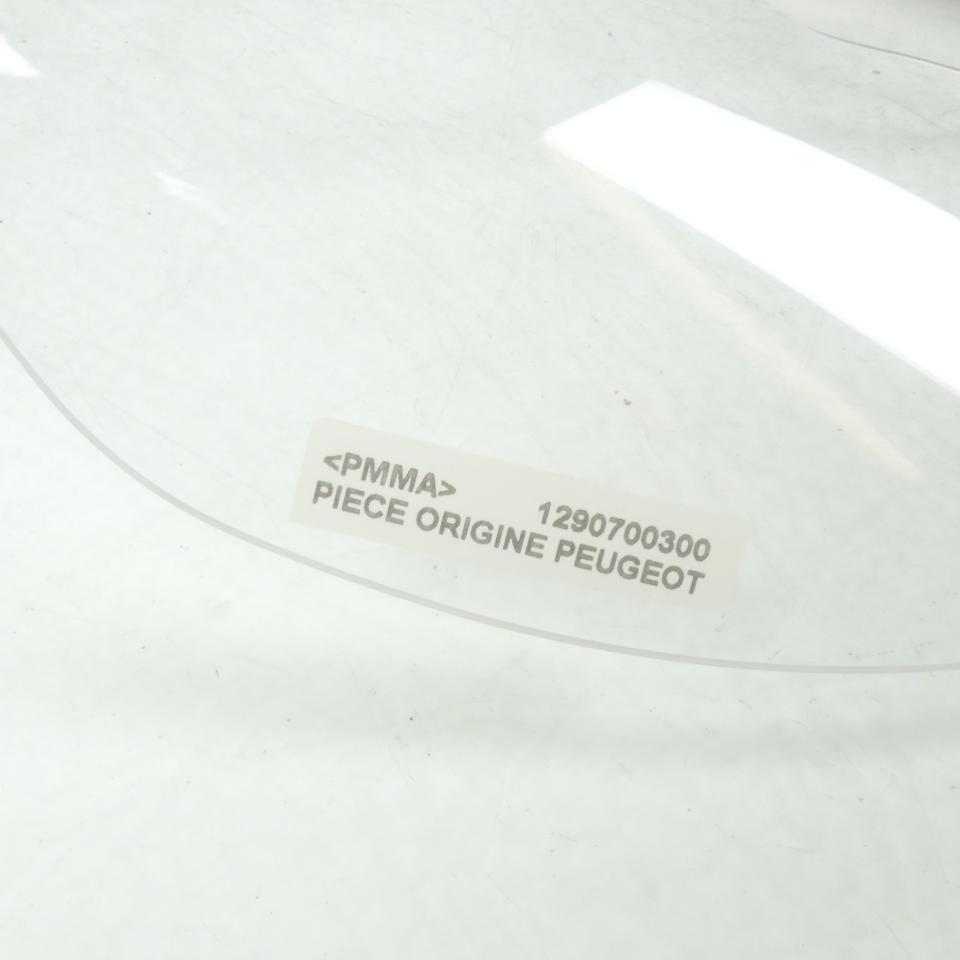 <PMMA> 1290700300
PIECE ORIGINE PEUGEOT